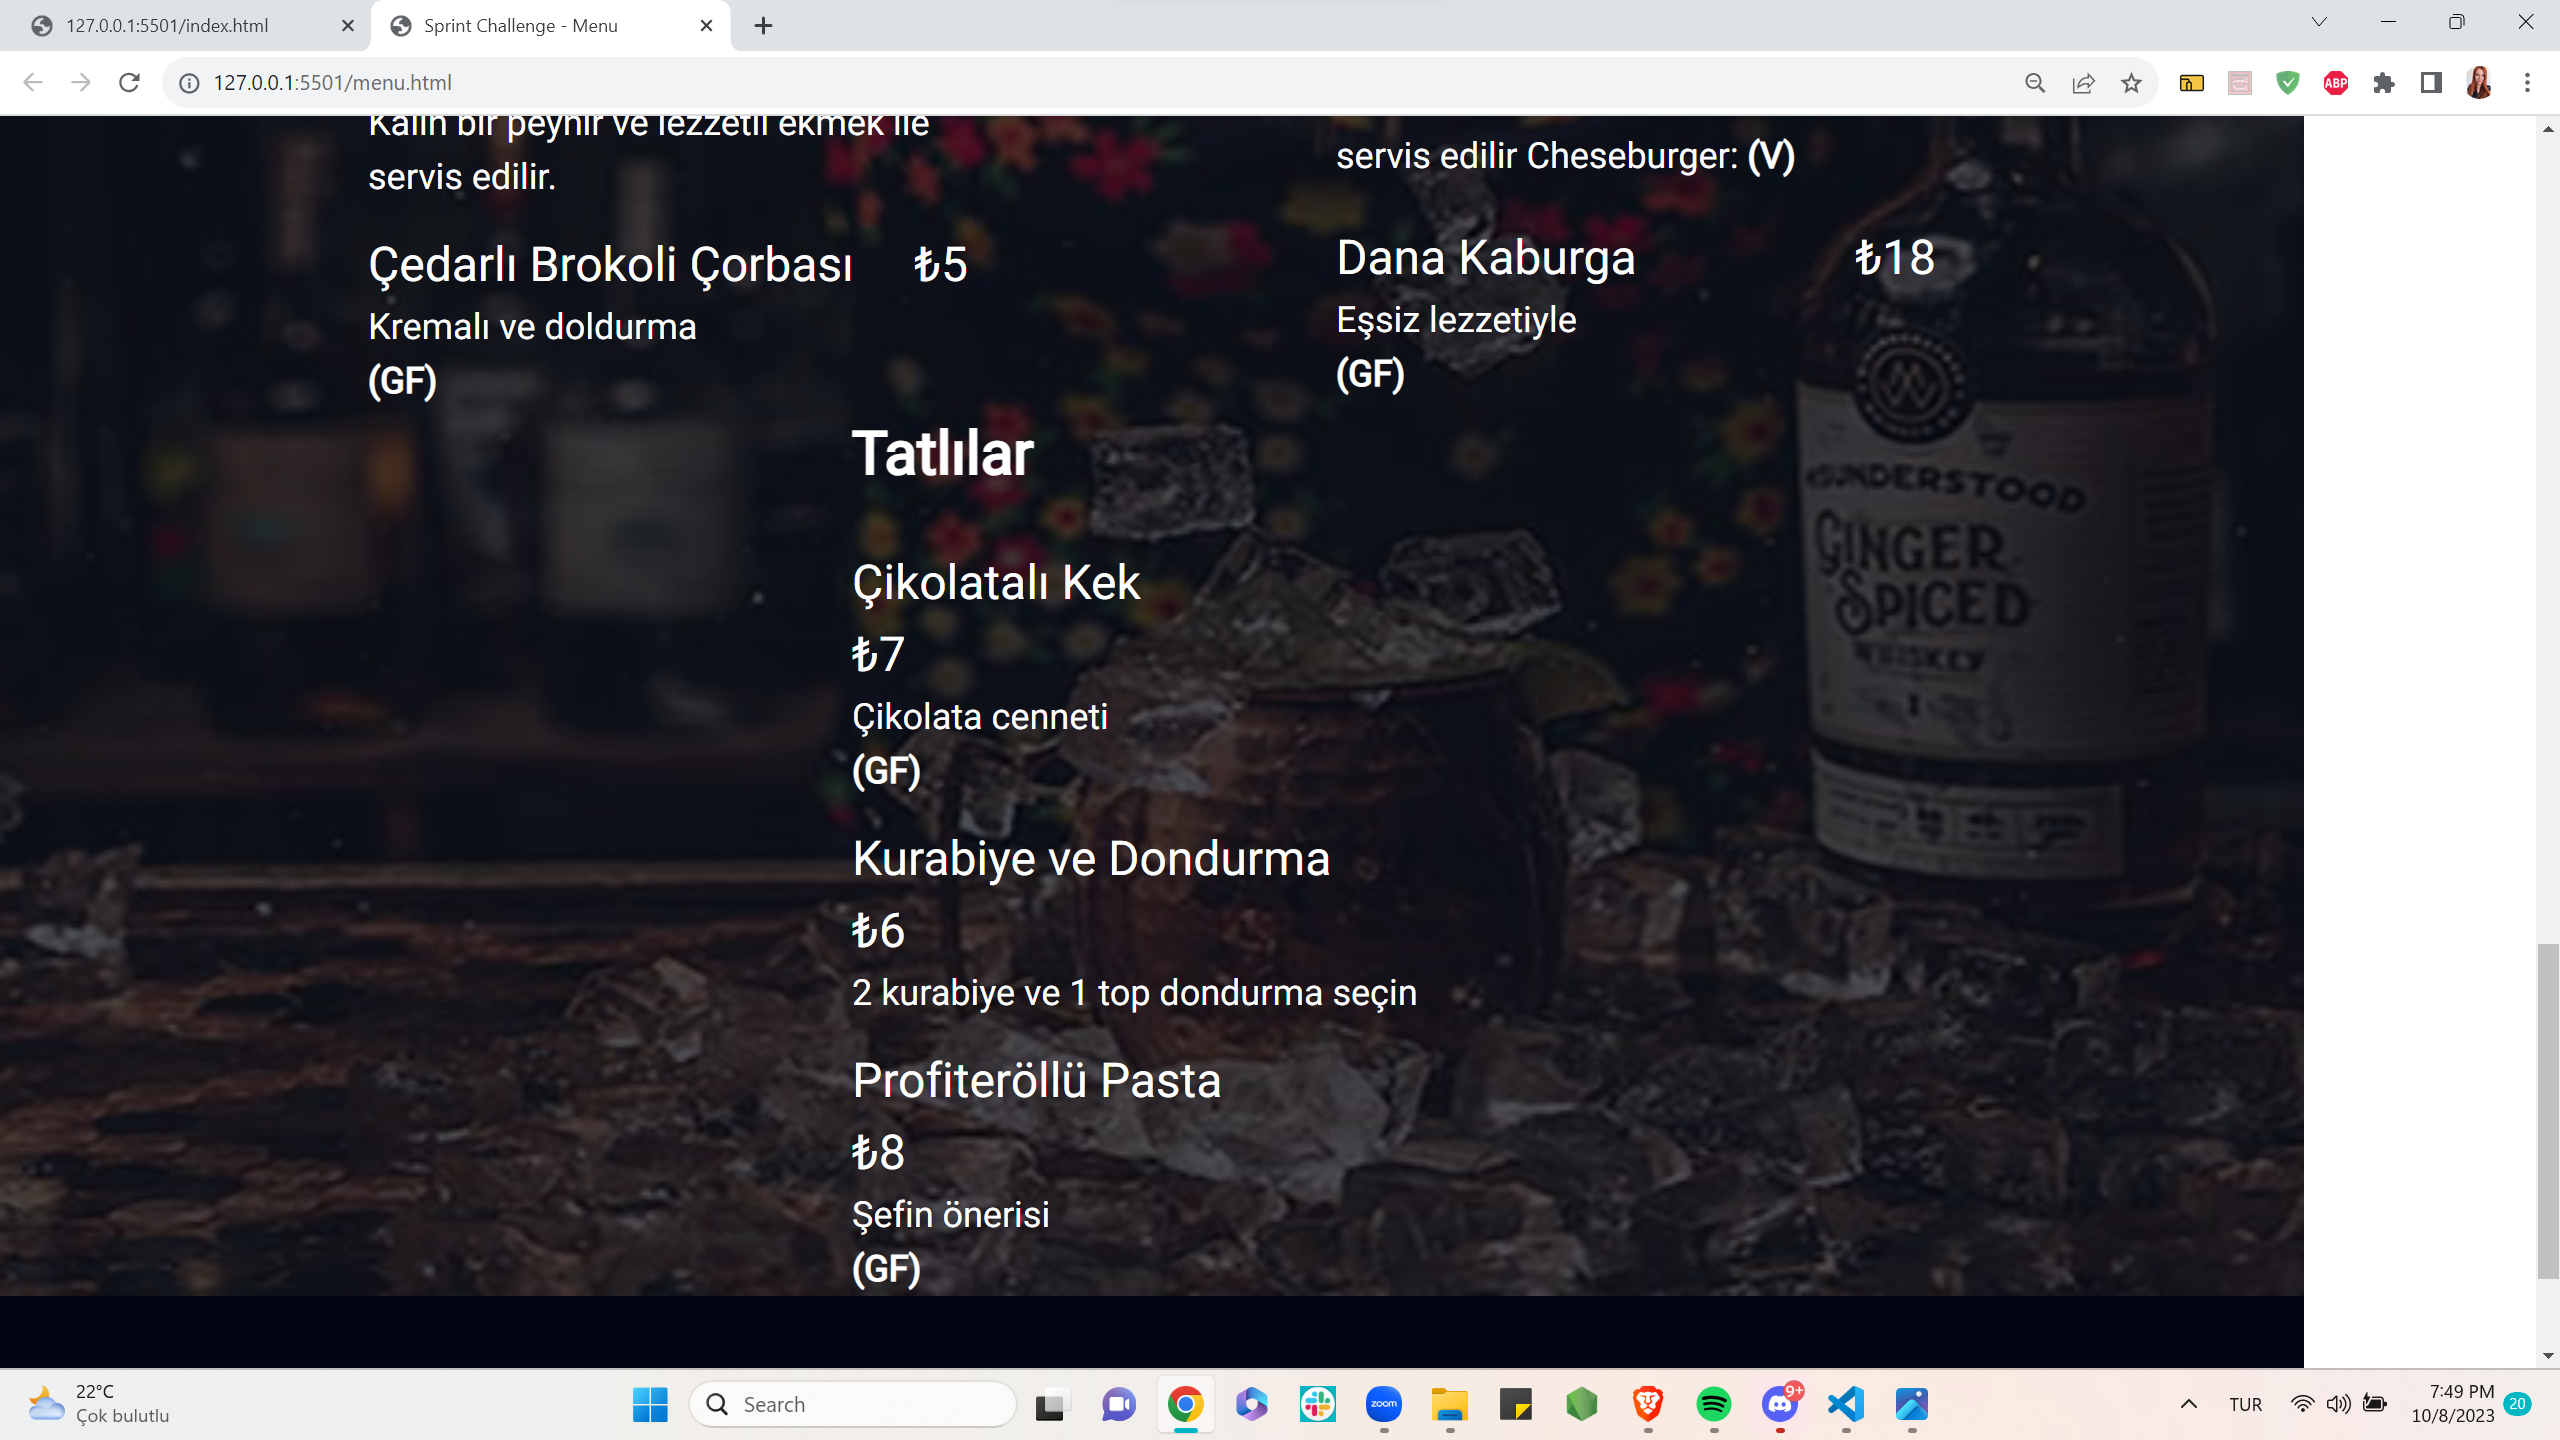 127.0.0.1:5501/index.html
Sprint Challenge - Menu
127.0.0.1:5501/menu.html
ABP
Kalın bir peynir ve lezzetli ekmek ile
servis edilir.
Çedarlı Brokoli Çorbası ₺5
Kremalı ve doldurma
(GF)
servis edilir Cheseburger: (V)
Dana Kaburga ₺18
Eşsiz lezzetiyle
(GF)
Tatlılar
Çikolatalı Kek
₺7
Çikolata cenneti
(GF)
Kurabiye ve Dondurma
₺6
2 kurabiye ve 1 top dondurma seçin
Profiteröllü Pasta
₺8
Şefin önerisi
(GF)
UNDERSTOOD
GINGER
SPICED
WHISKEY
22°C
Çok bulutlu
Search
zoom
9+
TUR
7:49 PM
10/8/2023
20